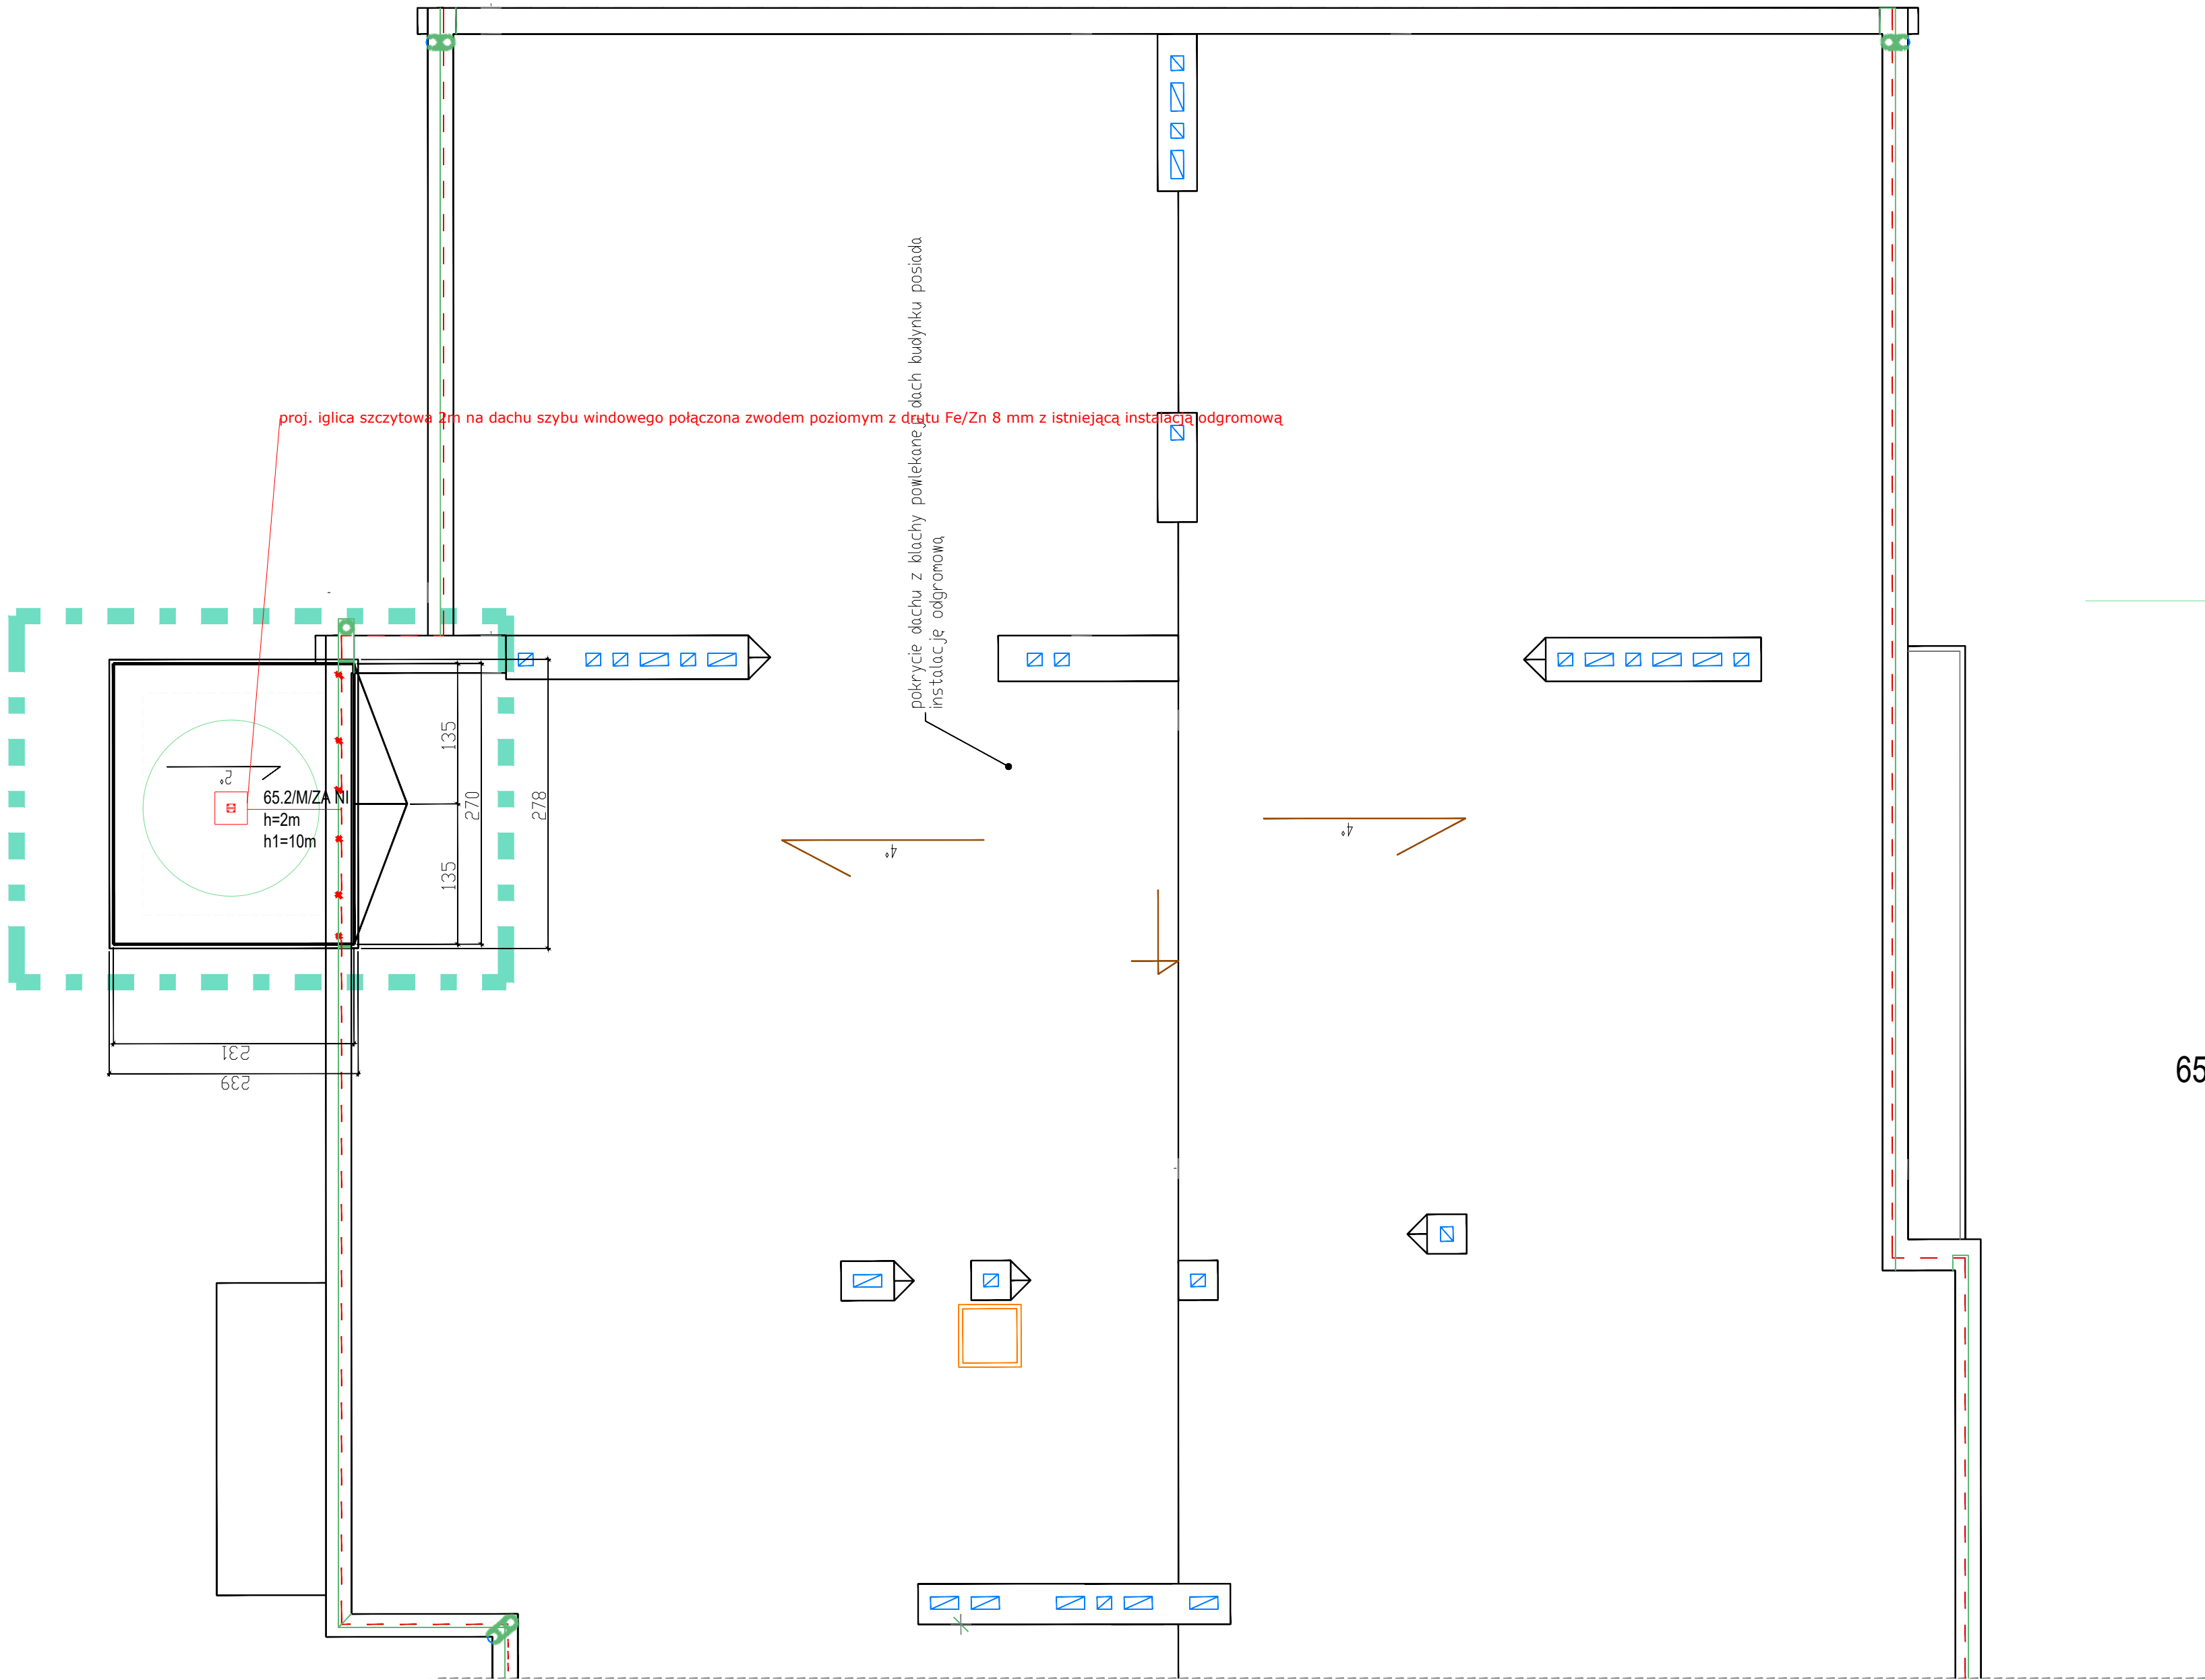 pokrycie dachu z blachy powlekanej, dach budynku posiada
instalację odgromową
proj. iglica szczytowa 2m na dachu szybu windowego połączona zwodem poziomym z drutu Fe/Zn 8 mm z istniejącą instalacją odgromową
135
270
278
2°
65.2/M/ZA NI
h=2m
h1=10m
4°
4°
135
231
239
65